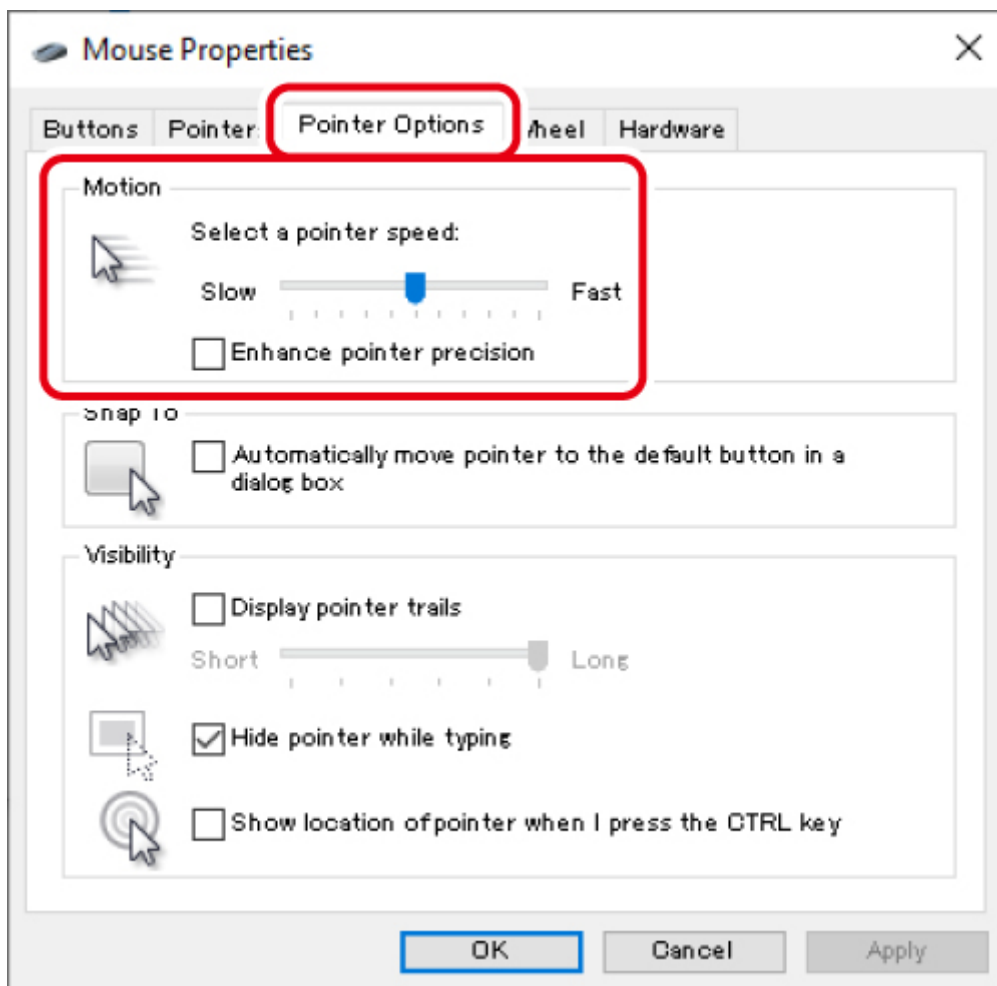 Mouse Properties
Buttons Pointer Pointer Options Wheel Hardware
Motion
Select a pointer speed:
Slow Fast
Enhance pointer precision
Snap To
Automatically move pointer to the default button in a
dialog box
Visibility
Display pointer trails
Short Long
Hide pointer while typing
Show location of pointer when I press the CTRL key
OK Cancel Apply